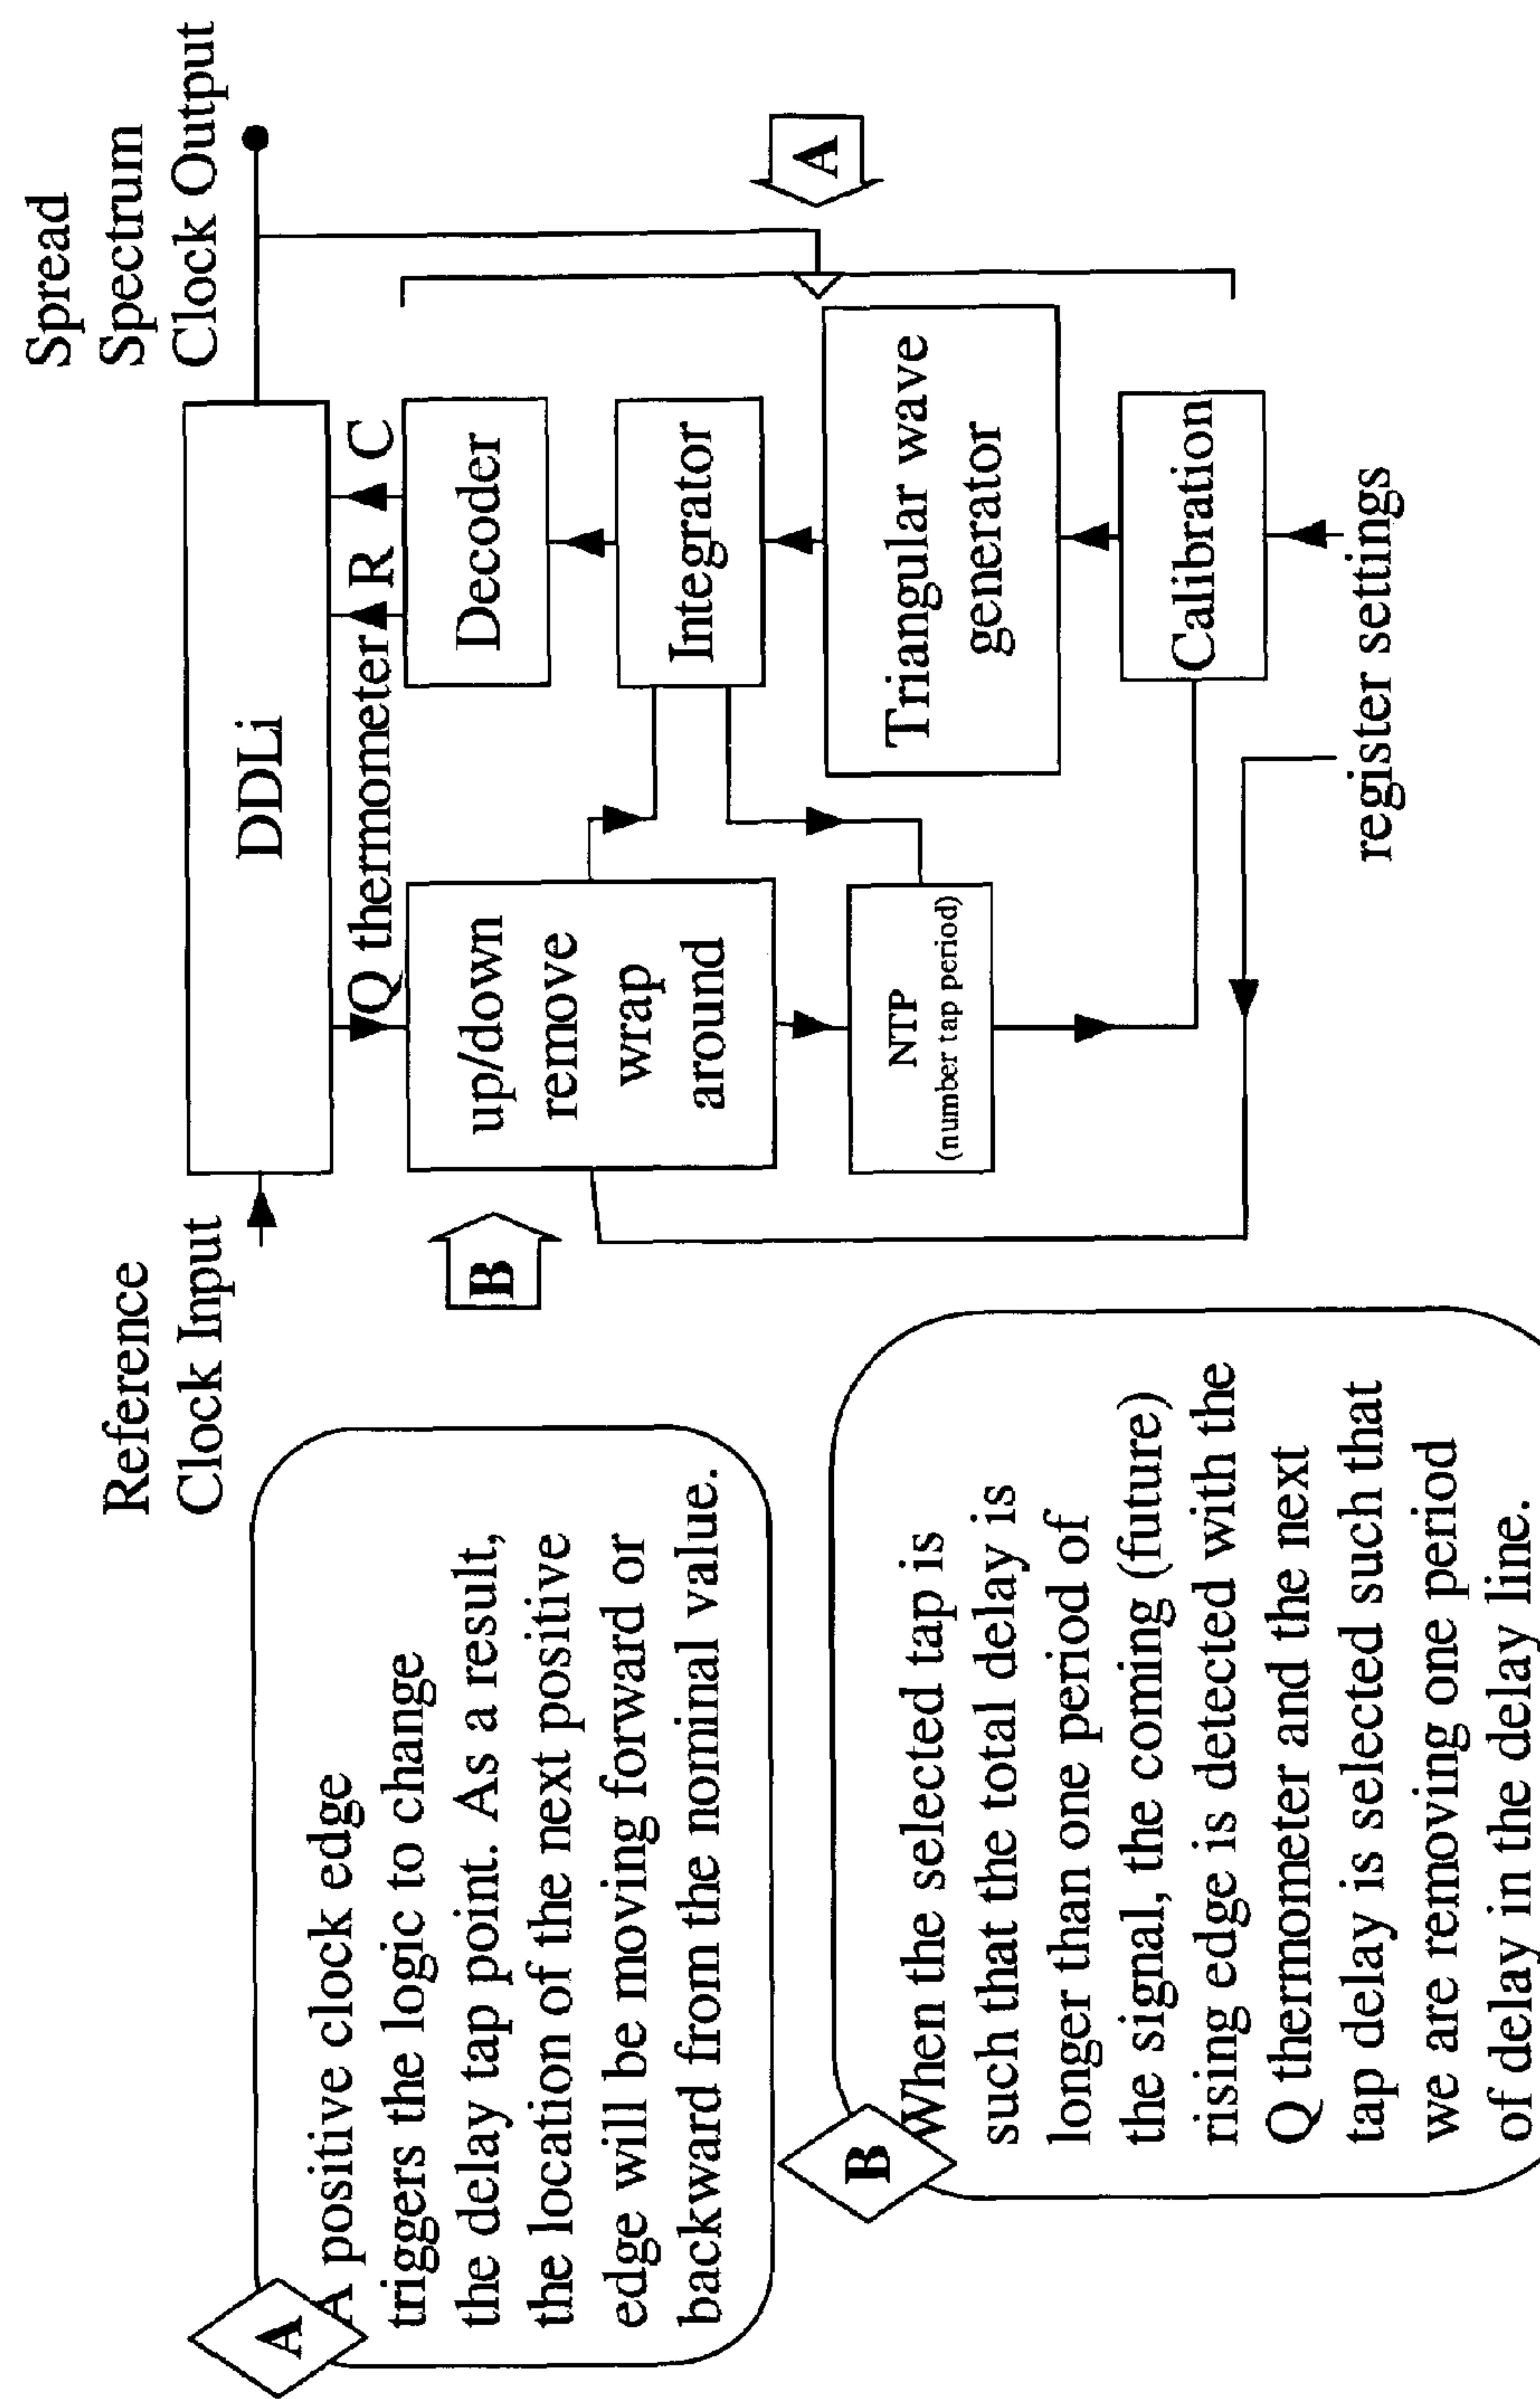 Spread
Spectrum
Clock Output
Reference
Clock Input
DDLi
Q thermometer R C
up/down
remove
wrap
around
Decoder
Integrator
NTP
(number tap period)
Triangular wave
generator
Calibration
register settings
A
B
A
A positive clock edge
triggers the logic to change
the delay tap point. As a result,
the location of the next positive
edge will be moving forward or
backward from the nominal value.
B
When the selected tap is
such that the total delay is
longer than one period of
the signal, the coming (future)
rising edge is detected with the
Q thermometer and the next
tap delay is selected such that
we are removing one period
of delay in the delay line.